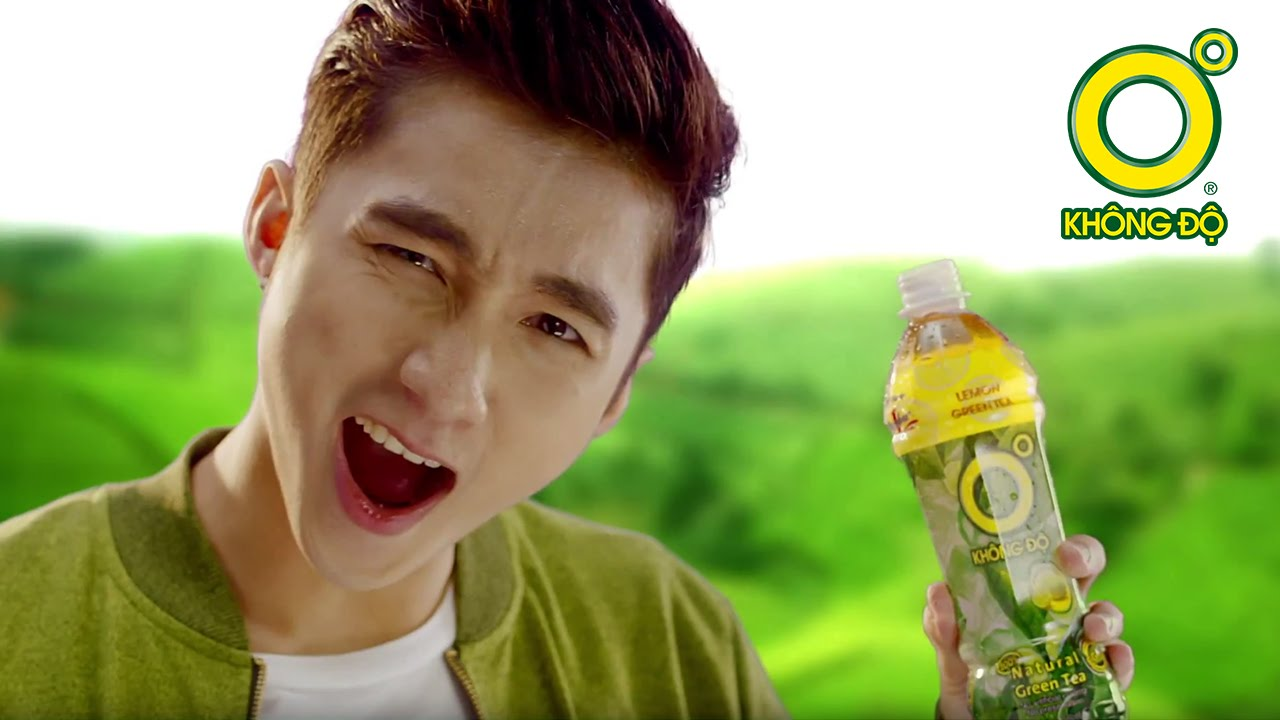 KHÔNG ĐỘ
®
LEMON
GREEN TEA
KHÔNG ĐỘ
Natural
Green Tea